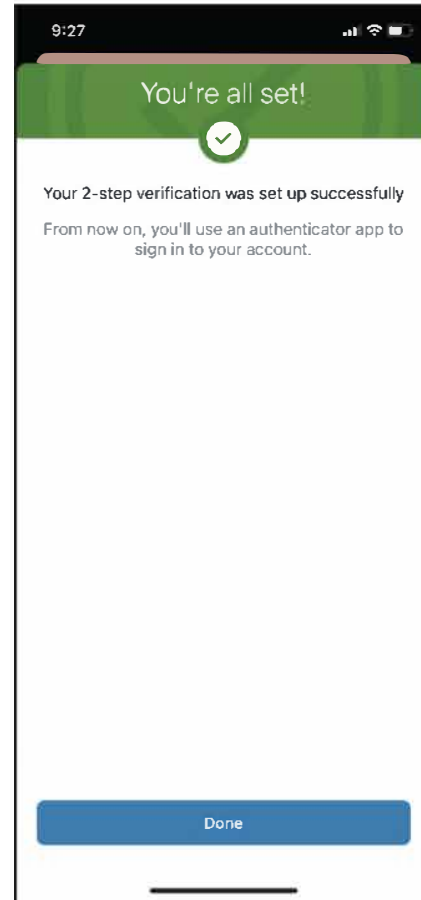 9:27
You're all set!
Your 2-step verification was set up successfully
From now on, you'll use an authenticator app to
sign in to your account.
Done